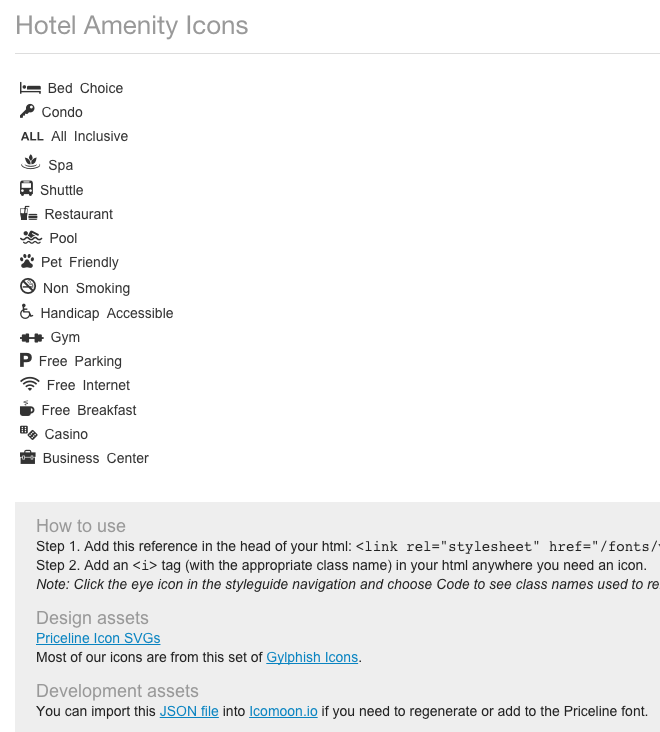 Hotel Amenity Icons
Bed Choice
Condo
ALL All Inclusive
Spa
Shuttle
Restaurant
Pool
Pet Friendly
Non Smoking
Handicap Accessible
Gym
P Free Parking
Free Internet
Free Breakfast
Casino
Business Center
How to use
Step 1. Add this reference in the head of your html: <link rel="stylesheet" href="/fonts/
Step 2. Add an <i> tag (with the appropriate class name) in your html anywhere you need an icon.
Note: Click the eye icon in the styleguide navigation and choose Code to see class names used to re
Design assets
Priceline Icon SVGs
Most of our icons are from this set of Gylphish Icons.
Development assets
You can import this JSON file into Icomoon.io if you need to regenerate or add to the Priceline font.